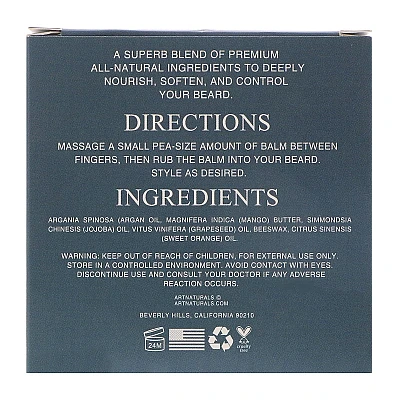 A SUPERB BLEND OF PREMIUM
ALL-NATURAL INGREDIENTS TO DEEPLY
NOURISH, SOFTEN, AND CONTROL
YOUR BEARD.
DIRECTIONS
MASSAGE A SMALL PEA-SIZE AMOUNT OF BALM BETWEEN
FINGERS, THEN RUB THE BALM INTO YOUR BEARD.
STYLE AS DESIRED.
INGREDIENTS
ARGANIA SPINOSA (ARGAN OIL, MAGNIFERA INDICA (MANGO) BUTTER, SIMMONDSIA
CHINESIS (JOJOBA) OIL, VITUS VINIFERA (GRAPESEED) OIL, BEESWAX, CITRUS SINENSIS
(SWEET ORANGE) OIL.
WARNING: KEEP OUT OF REACH OF CHILDREN, FOR EXTERNAL USE ONLY.
STORE IN A CONTROLLED ENVIRONMENT. AVOID CONTACT WITH EYES.
DISCONTINUE USE AND CONSULT YOUR DOCTOR IF ANY ADVERSE
REACTION OCCURS.
ARTNATURALS ©
ARTNATURALS.COM
BEVERLY HILLS, CALIFORNIA 90210
24M
cruelty
free